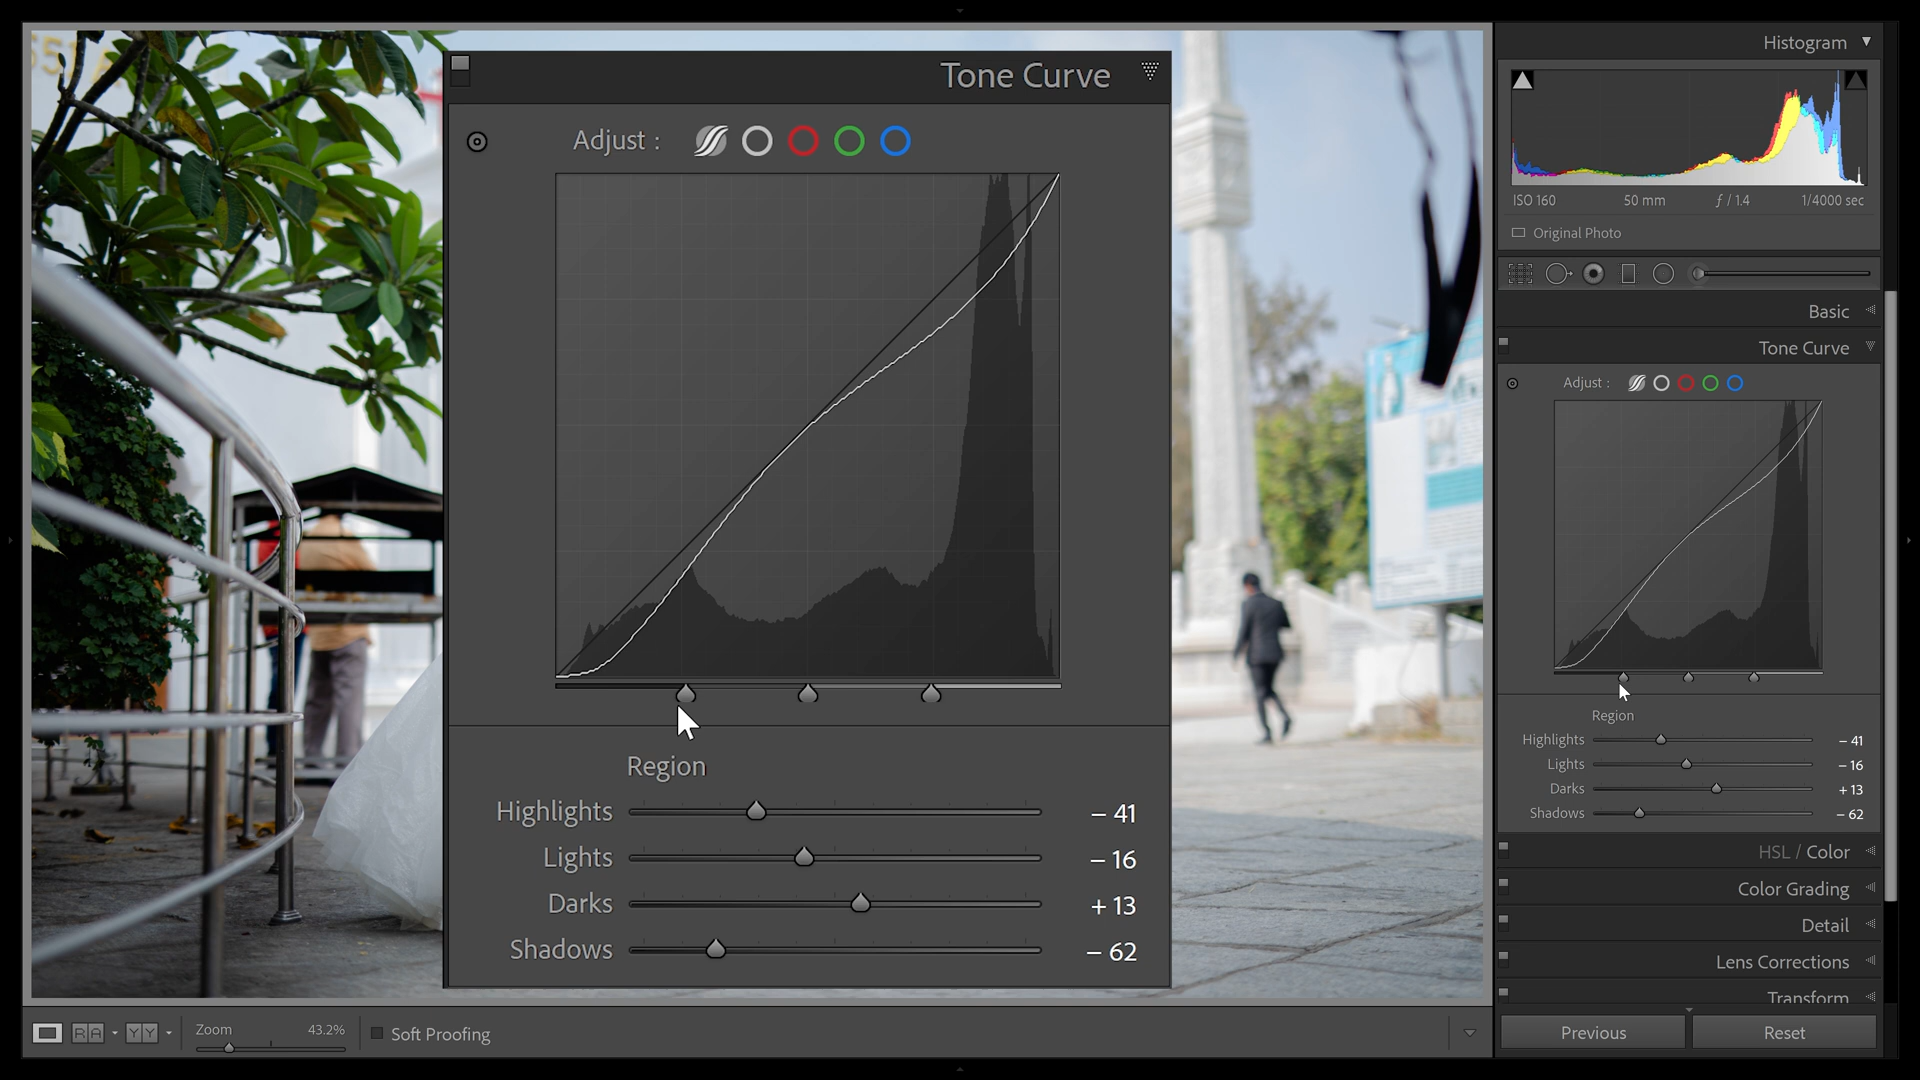 Tone Curve
Adjust :
Region
Highlights – 41
Lights – 16
Darks + 13
Shadows – 62
Histogram
ISO 160 50 mm ƒ / 1.4 1/4000 sec
Original Photo
Basic
Tone Curve
Adjust :
Region
Highlights – 41
Lights – 16
Darks + 13
Shadows – 62
HSL / Color
Color Grading
Detail
Lens Corrections
Transform
Previous Reset
R A Y Y Zoom 43.2% Soft Proofing